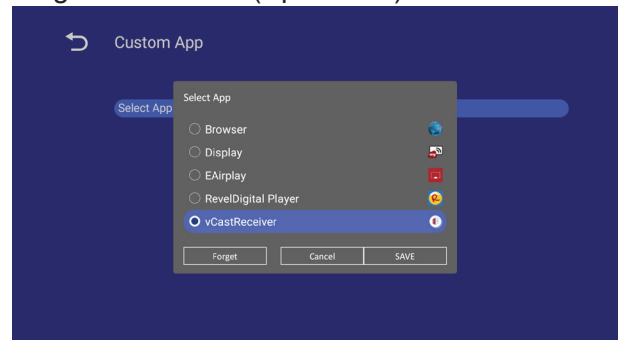 Custom App
Select App
Select App
Browser
Display
EAirplay
RevelDigital Player
vCastReceiver
Forget Cancel SAVE